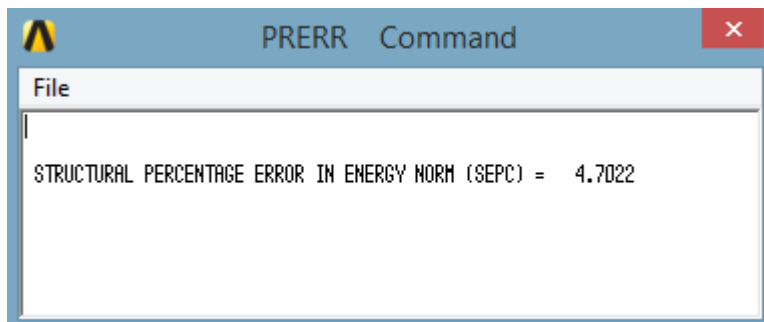 PRERR Command
File
STRUCTURAL PERCENTAGE ERROR IN ENERGY NORM (SEPC) = 4.7022